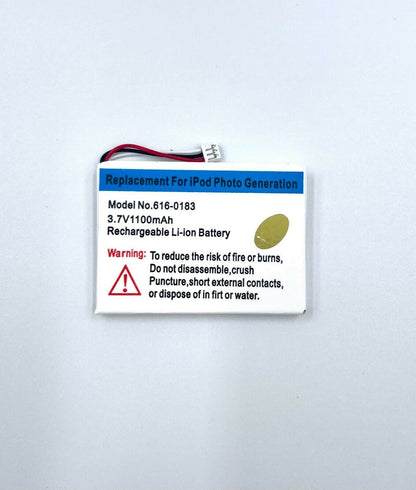 Replacement For iPod Photo Generation
Model No.616-0183
3.7V1100mAh
Rechargeable Li-ion Battery
Warning: To reduce the risk of fire or burns,
Do not disassemble,crush
Puncture,short external contacts,
or dispose of in firt or water.